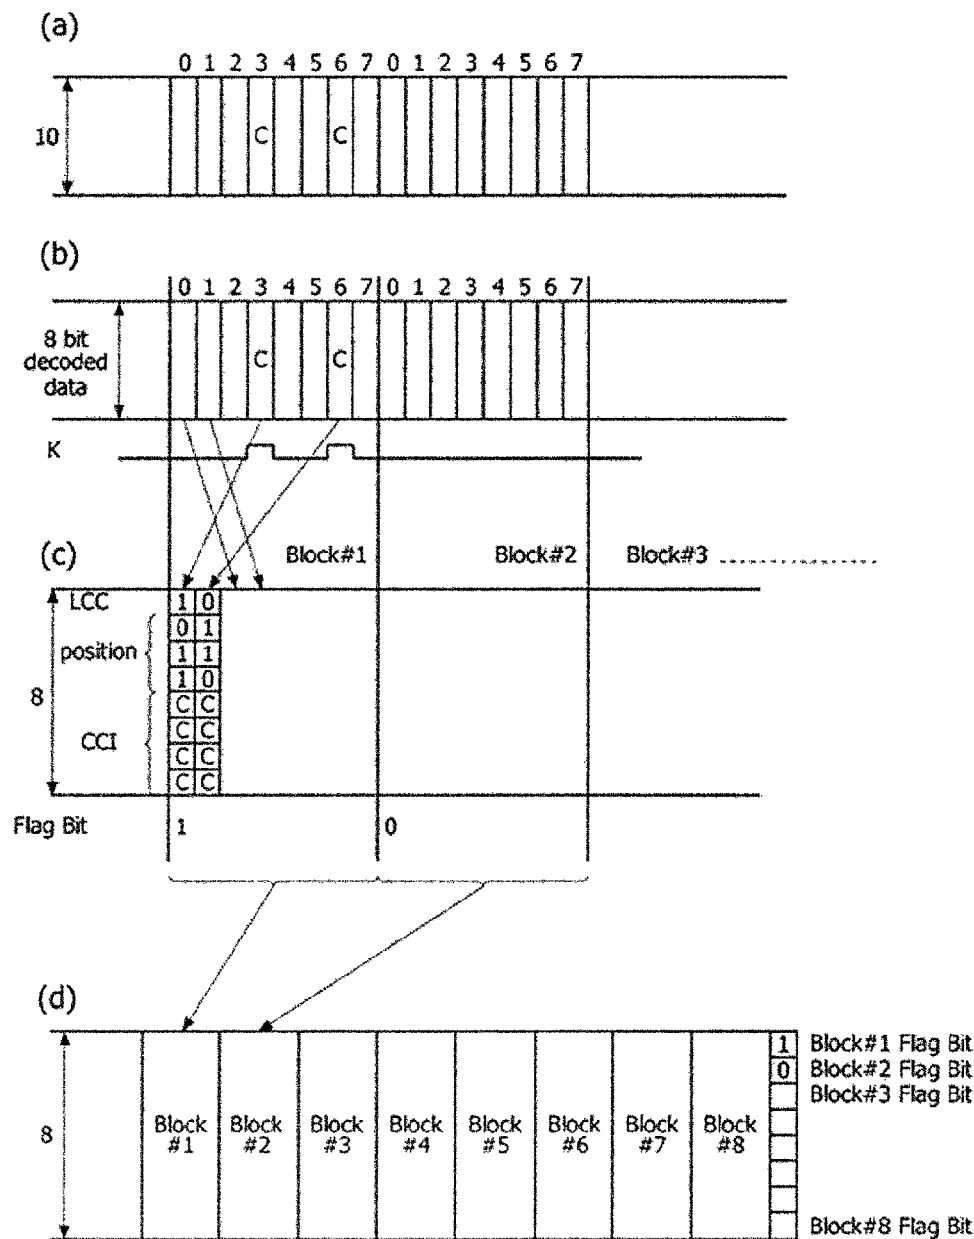 (a)
0 1 2 3 4 5 6 7 0 1 2 3 4 5 6 7
10
C C
(b)
0 1 2 3 4 5 6 7 0 1 2 3 4 5 6 7
8 bit
decoded
data
C C
K
(c)
Block#1 Block#2 Block#3
LCC 1 0
0 1
position 1 1
1 0
8
C C
CCI
C C
C C
C C
Flag Bit 1 0
(d)
8
Block
#1
Block
#2
Block
#3
Block
#4
Block
#5
Block
#6
Block
#7
Block
#8
1 Block#1 Flag Bit
0 Block#2 Flag Bit
Block#3 Flag Bit
Block#8 Flag Bit